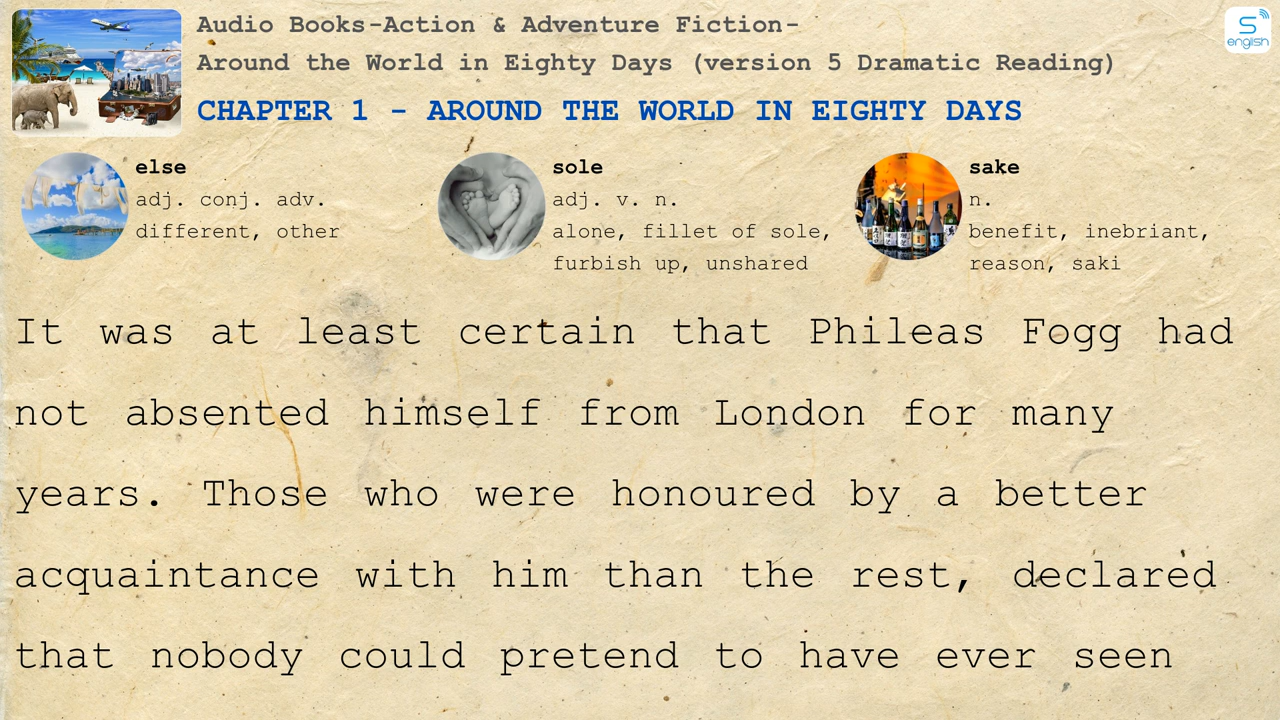 Audio Books-Action & Adventure Fiction-
Around the World in Eighty Days (version 5 Dramatic Reading)
CHAPTER 1 - AROUND THE WORLD IN EIGHTY DAYS
S
english
else
adj. conj. adv.
different, other
sole
adj. v. n.
alone, fillet of sole,
furbish up, unshared
sake
n.
benefit, inebriant,
reason, saki
It was at least certain that Phileas Fogg had
not absented himself from London for many
years. Those who were honoured by a better
acquaintance with him than the rest, declared
that nobody could pretend to have ever seen